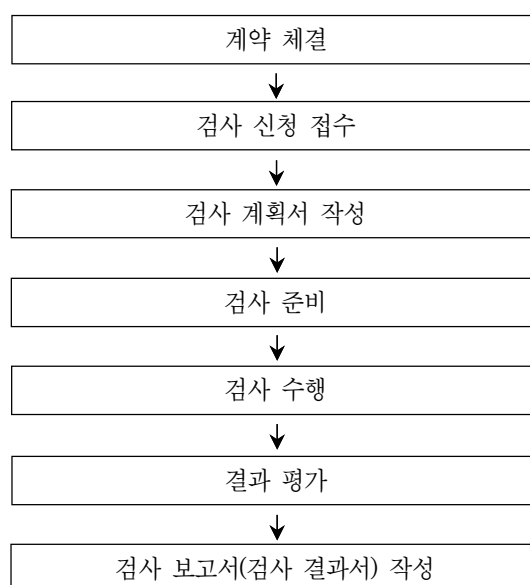 계약 체결
검사 신청 접수
검사 계획서 작성
검사 준비
검사 수행
결과 평가
검사 보고서(검사 결과서) 작성